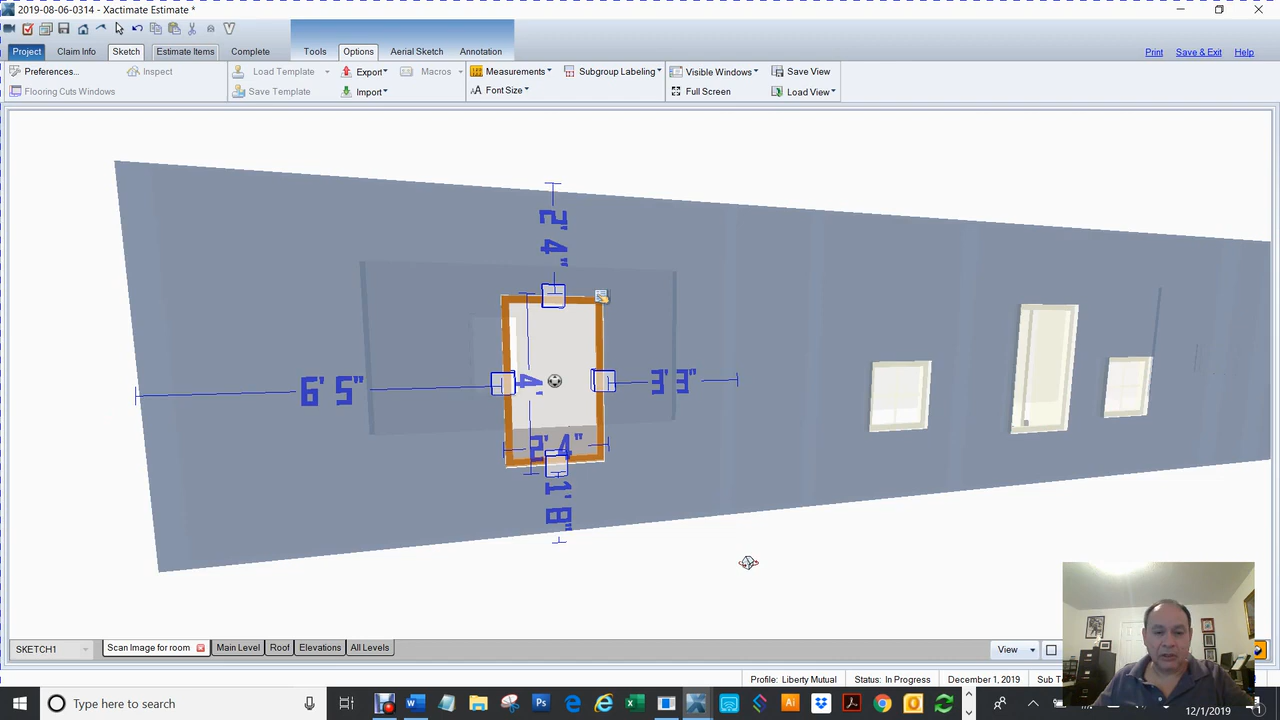 2019-08-06-0314 - Xactimate Estimate*
Project Claim Info Sketch Estimate Items Complete Tools Options Aerial Sketch Annotation
Print Save & Exit Help
Preferences... Inspect Load Template Export Macros Measurements Subgroup Labeling Visible Windows Save View
Flooring Cuts Windows Save Template Import Font Size Full Screen Load View
2' 4"
6' 5"
4'
3' 3"
2' 4"
1' 8"
SKETCH1 Scan Image for room Main Level Roof Elevations All Levels View
Profile: Liberty Mutual Status: In Progress December 1, 2019 Sub T
Type here to search
12/1/2019